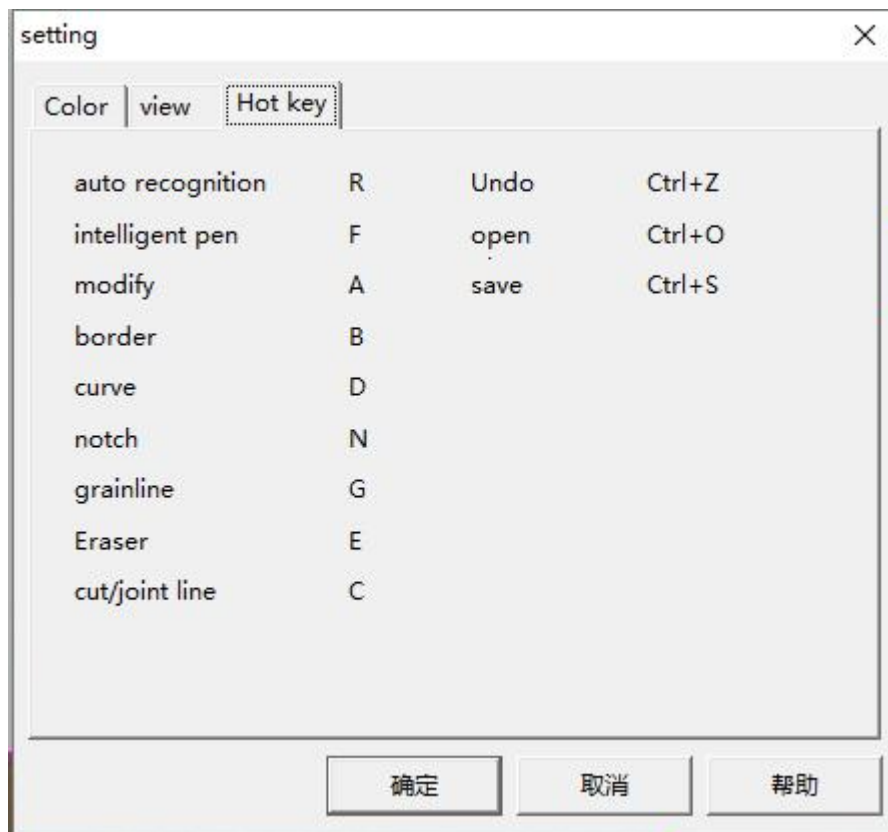 setting
Color view Hot key
auto recognition R Undo Ctrl+Z
intelligent pen F open Ctrl+O
modify A save Ctrl+S
border B
curve D
notch N
grainline G
Eraser E
cut/joint line C
确定 取消 帮助